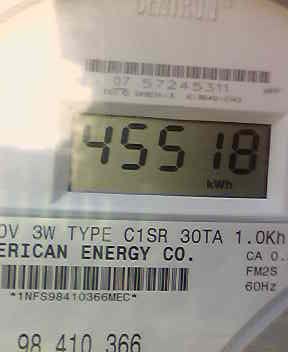 CENTRON
07 57245311
45518
kWh
0V 3W TYPE C1SR 30TA 1.0Kh
ERICAN ENERGY CO.
CA 0.
FM2S
*1NFS98410366MEC*
60Hz
98 410 366